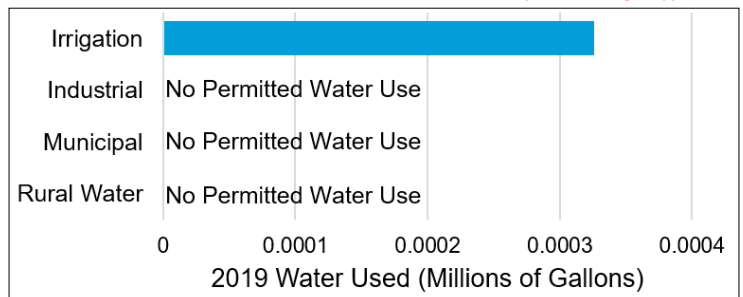 Irrigation
Industrial No Permitted Water Use
Municipal No Permitted Water Use
Rural Water No Permitted Water Use
0 0.0001 0.0002 0.0003 0.0004
2019 Water Used (Millions of Gallons)